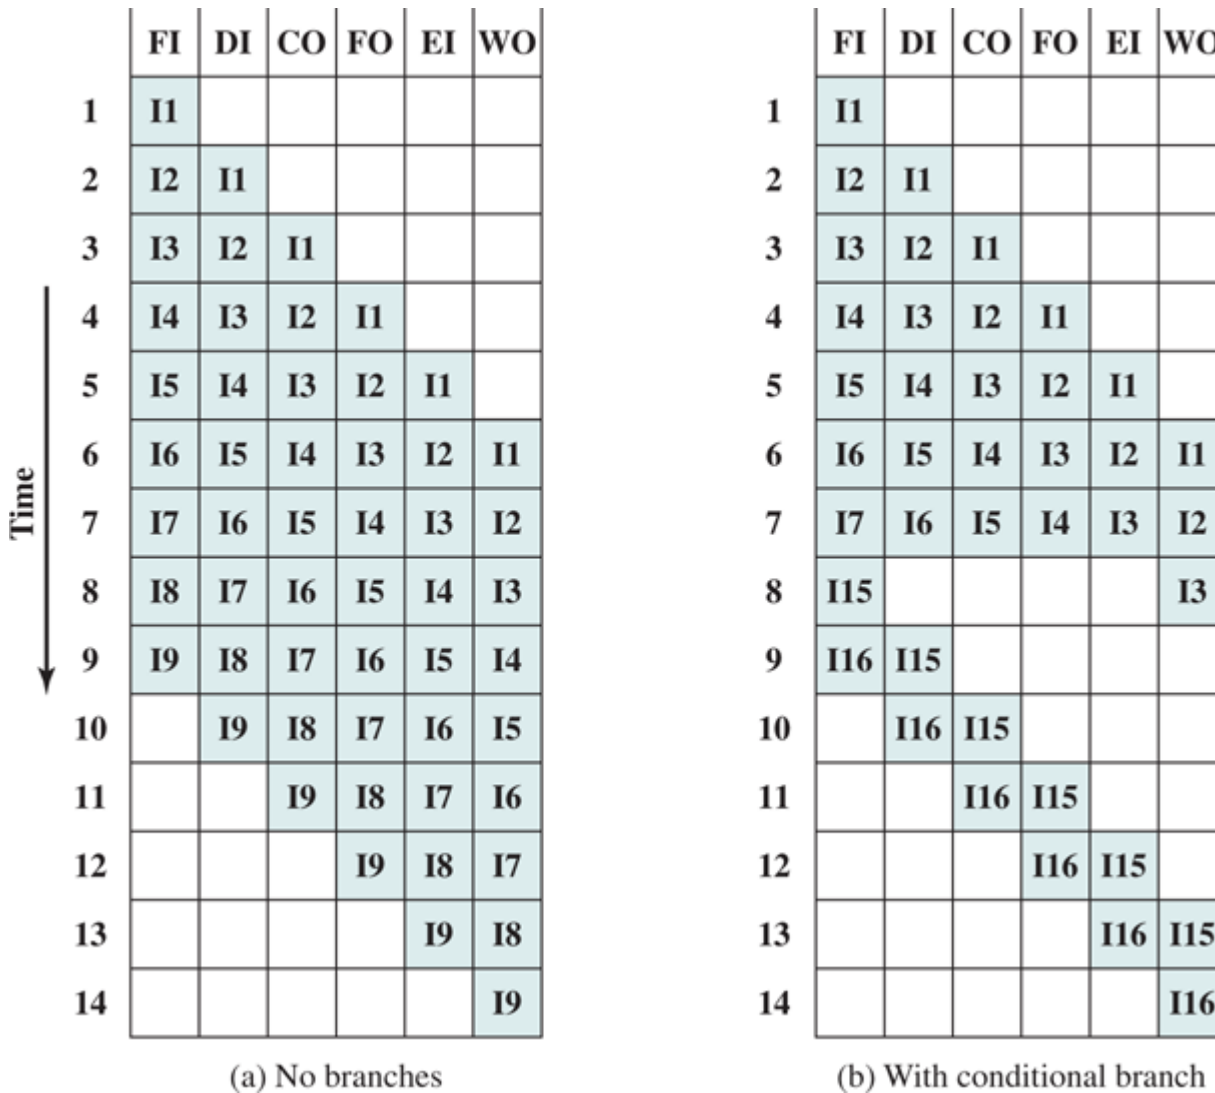 Time
FI DI CO FO EI WO
1 I1
2 I2 I1
3 I3 I2 I1
4 I4 I3 I2 I1
5 I5 I4 I3 I2 I1
6 I6 I5 I4 I3 I2 I1
7 I7 I6 I5 I4 I3 I2
8 I8 I7 I6 I5 I4 I3
9 I9 I8 I7 I6 I5 I4
10 I9 I8 I7 I6 I5
11 I9 I8 I7 I6
12 I9 I8 I7
13 I9 I8
14 I9
(a) No branches
FI DI CO FO EI WO
1 I1
2 I2 I1
3 I3 I2 I1
4 I4 I3 I2 I1
5 I5 I4 I3 I2 I1
6 I6 I5 I4 I3 I2 I1
7 I7 I6 I5 I4 I3 I2
8 I15 I3
9 I16 I15
10 I16 I15
11 I16 I15
12 I16 I15
13 I16 I15
14 I16
(b) With conditional branch